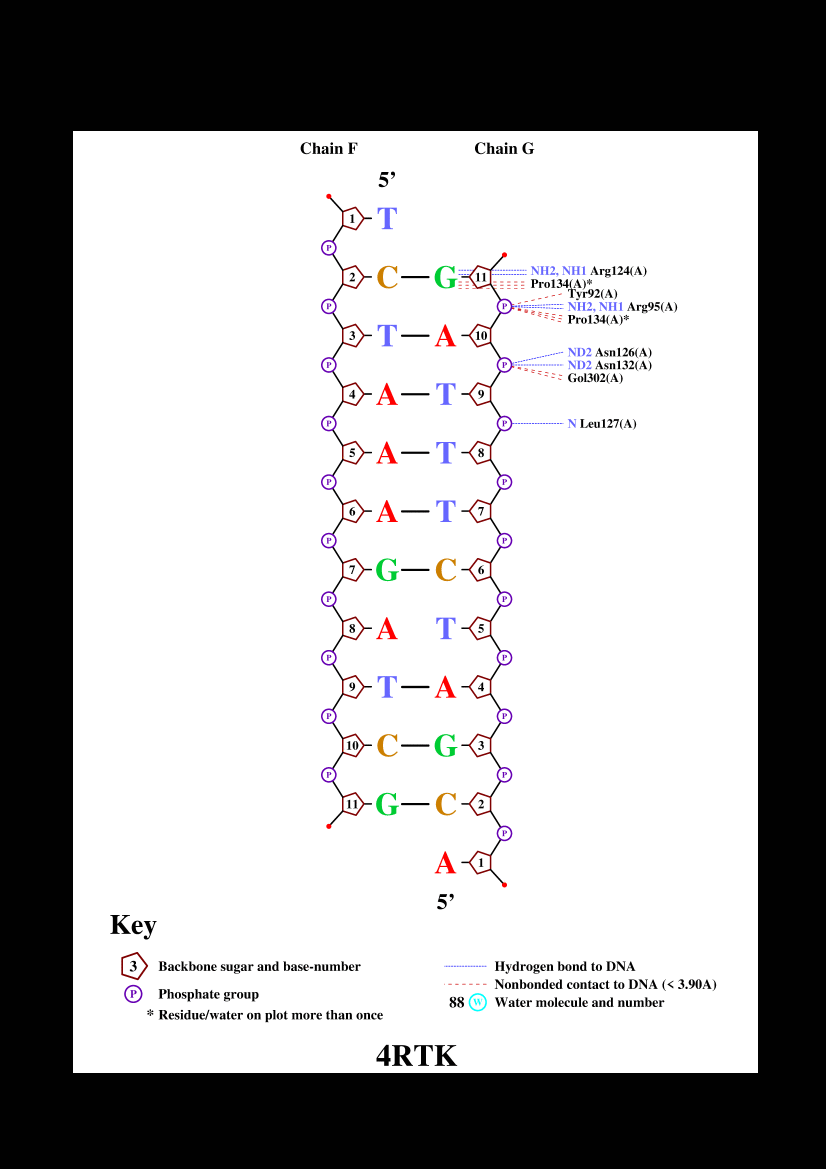 Chain F Chain G
5’
1 T
P
2 C G 11 NH2, NH1 Arg124(A)
Pro134(A)*
Tyr92(A)
P P NH2, NH1 Arg95(A)
Pro134(A)*
3 T A 10
ND2 Asn126(A)
P P ND2 Asn132(A)
Gol302(A)
4 A T 9
P P N Leu127(A)
5 A T 8
P P
6 A T 7
P P
7 G C 6
P P
8 A T 5
P P
9 T A 4
P P
10 C G 3
P P
11 G C 2
P
A 1
5’
Key
3 Backbone sugar and base-number
P Phosphate group
* Residue/water on plot more than once
Hydrogen bond to DNA
Nonbonded contact to DNA (< 3.90A)
88 W Water molecule and number
4RTK